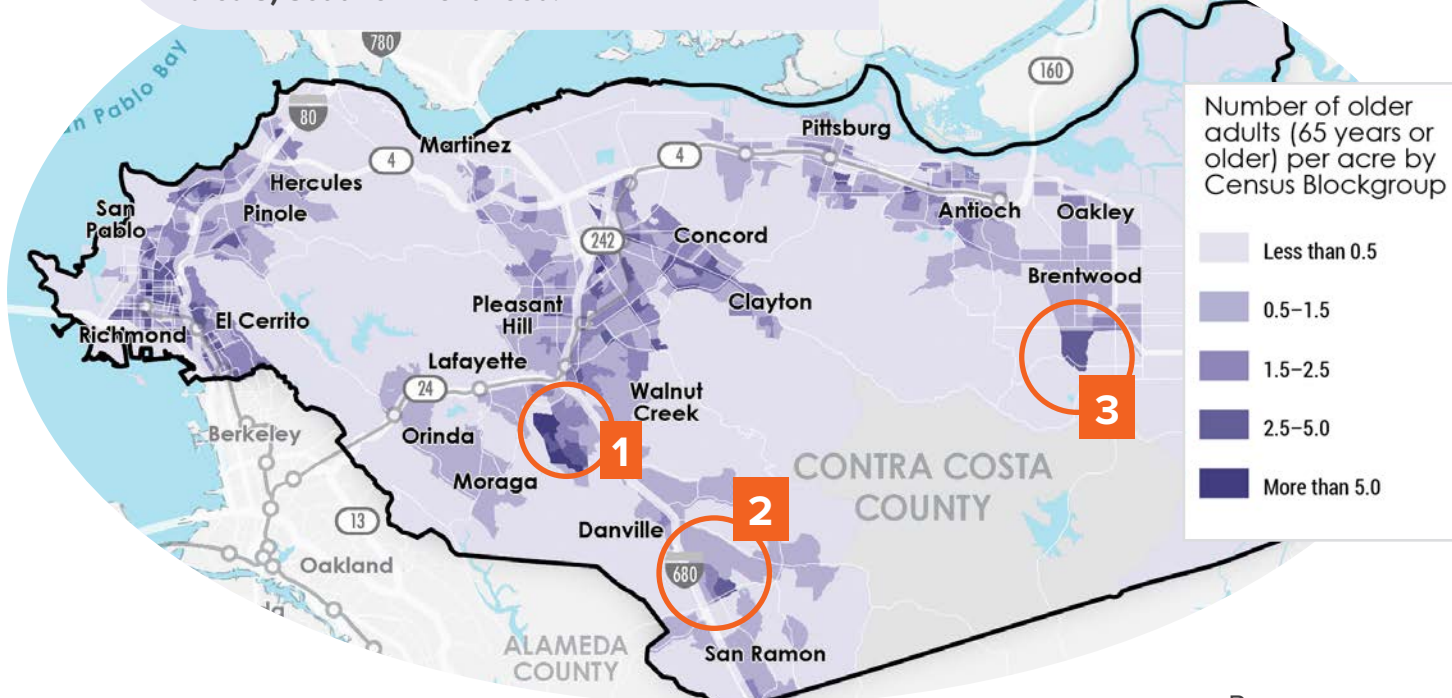 780
160
San Pablo Bay
80
Martinez
4
Hercules
Pinole
San
Pablo
4
Pittsburg
Antioch
Oakley
242
Concord
Brentwood
Clayton
Pleasant
Hill
El Cerrito
Richmond
Lafayette
24
Walnut
Creek
Berkeley
Orinda
Moraga
1
3
CONTRA COSTA
COUNTY
2
13
Danville
Oakland
680
ALAMEDA
COUNTY
San Ramon
Number of older
adults (65 years or
older) per acre by
Census Blockgroup
Less than 0.5
0.5–1.5
1.5–2.5
2.5–5.0
More than 5.0